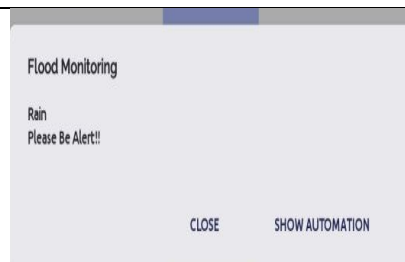 Flood Monitoring
Rain
Please Be Alert!!
CLOSE SHOW AUTOMATION